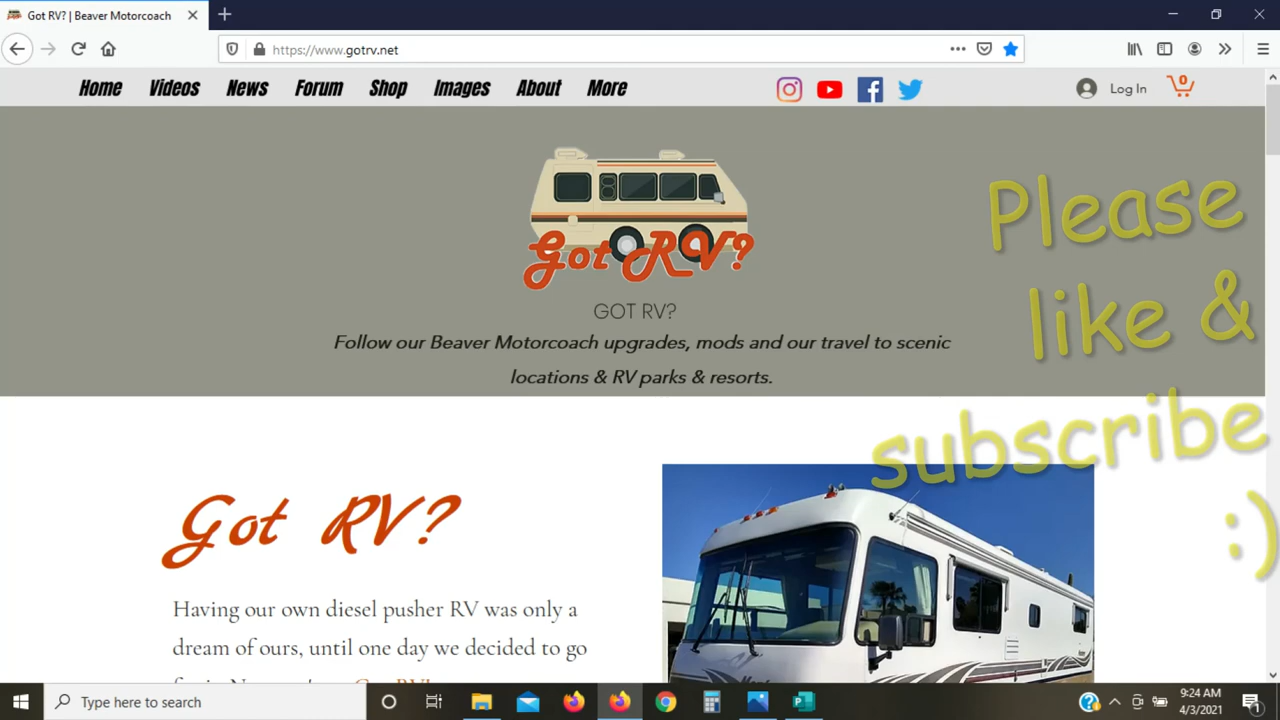 Got RV? | Beaver Motorcoach
https://www.gotrv.net
Home Videos News Forum Shop Images About More
Log In
0
Got RV?
GOT RV?
Follow our Beaver Motorcoach upgrades, mods and our travel to scenic
locations & RV parks & resorts.
Please
like &
subscribe
:)
Got RV?
Having our own diesel pusher RV was only a
dream of ours, until one day we decided to go
Type here to search
9:24 AM
4/3/2021
1